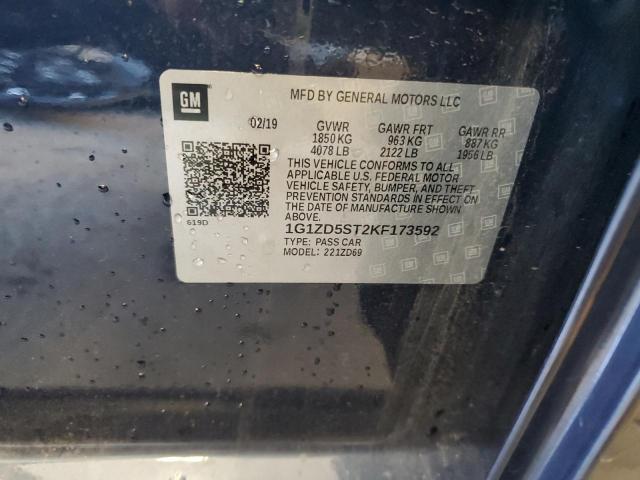 GM
MFD BY GENERAL MOTORS LLC
02/19 GVWR GAWR FRT GAWR RR
1850 KG 963 KG 887 KG
4078 LB 2122 LB 1956 LB
THIS VEHICLE CONFORMS TO ALL
APPLICABLE U.S. FEDERAL MOTOR
VEHICLE SAFETY, BUMPER, AND THEFT
PREVENTION STANDARDS IN EFFECT ON
THE DATE OF MANUFACTURE SHOWN
ABOVE.
619D
1G1ZD5ST2KF173592
TYPE: PASS CAR
MODEL: 221ZD69